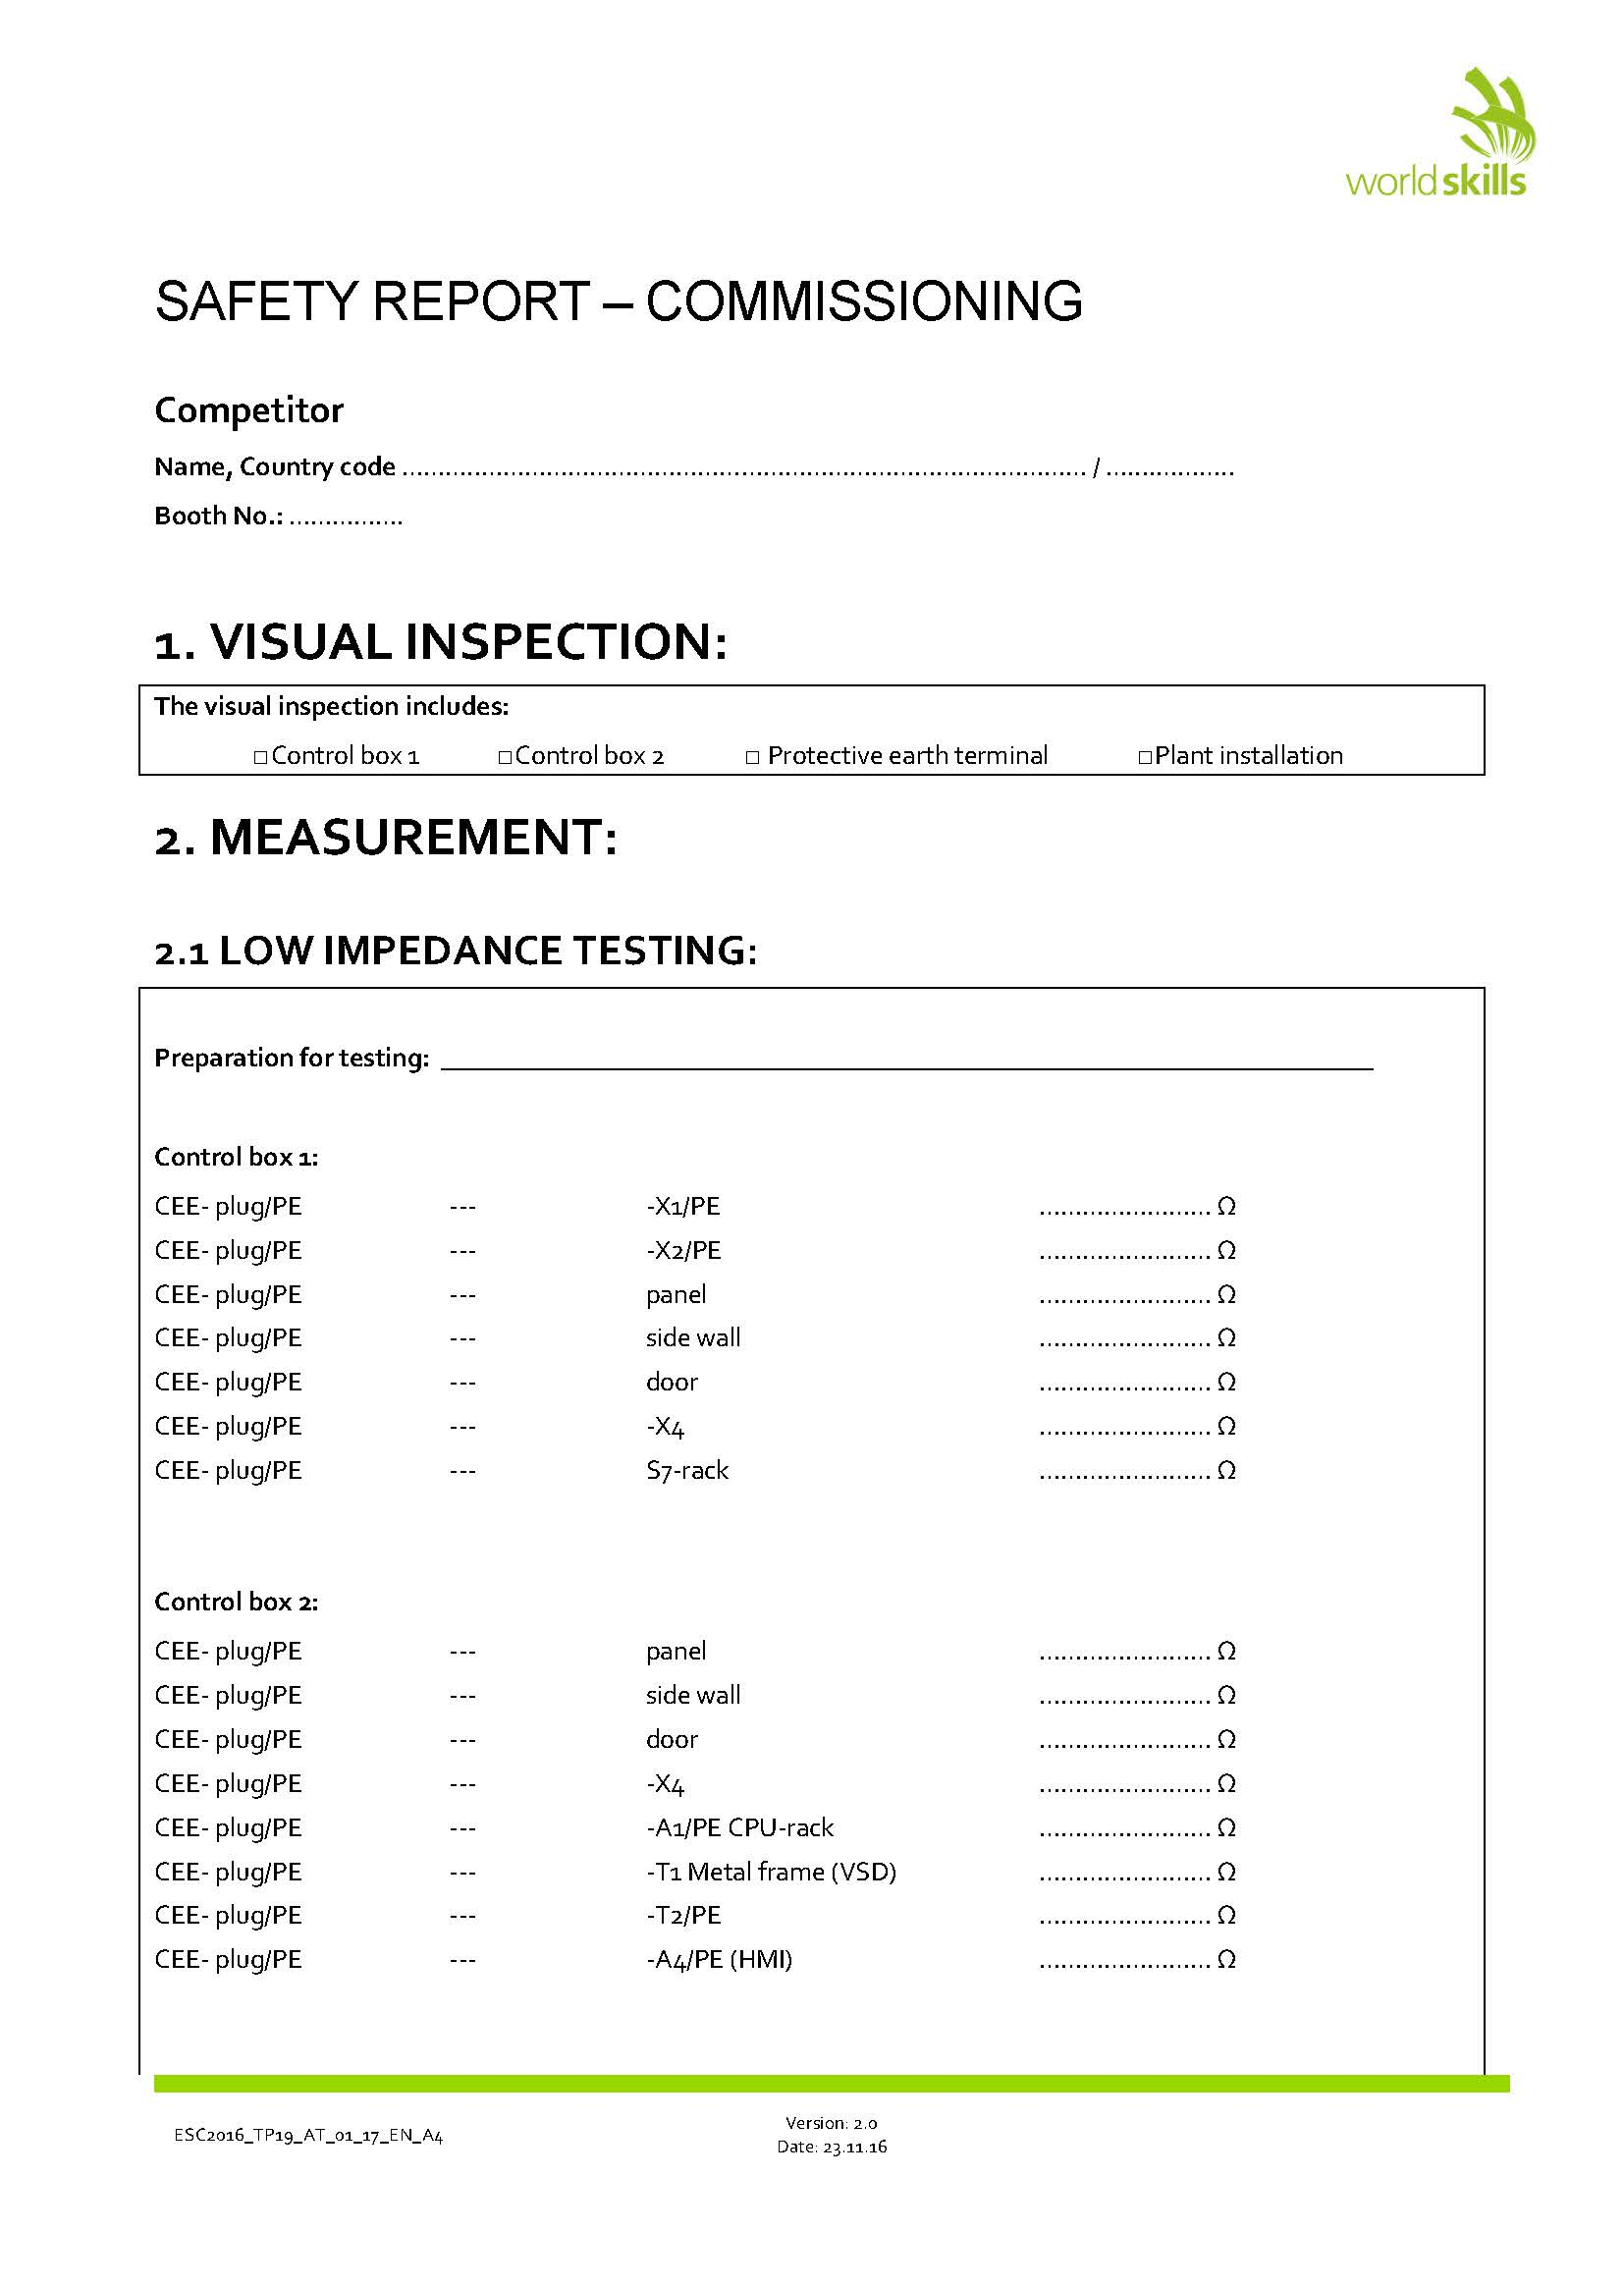 worldskills
SAFETY REPORT – COMMISSIONING
Competitor
Name, Country code ................................................................................................ / ..................
Booth No.: ................
1. VISUAL INSPECTION:
The visual inspection includes:
□ Control box 1 □ Control box 2 □ Protective earth terminal □ Plant installation
2. MEASUREMENT:
2.1 LOW IMPEDANCE TESTING:
Preparation for testing: ______________________________________________
Control box 1:
CEE- plug/PE --- -X1/PE ........................ Ω
CEE- plug/PE --- -X2/PE ........................ Ω
CEE- plug/PE --- panel ........................ Ω
CEE- plug/PE --- side wall ........................ Ω
CEE- plug/PE --- door ........................ Ω
CEE- plug/PE --- -X4 ........................ Ω
CEE- plug/PE --- S7-rack ........................ Ω
Control box 2:
CEE- plug/PE --- panel ........................ Ω
CEE- plug/PE --- side wall ........................ Ω
CEE- plug/PE --- door ........................ Ω
CEE- plug/PE --- -X4 ........................ Ω
CEE- plug/PE --- -A1/PE CPU-rack ........................ Ω
CEE- plug/PE --- -T1 Metal frame (VSD) ........................ Ω
CEE- plug/PE --- -T2/PE ........................ Ω
CEE- plug/PE --- -A4/PE (HMI) ........................ Ω
ESC2016_TP19_AT_01_17_EN_A4
Version: 2.0
Date: 23.11.16